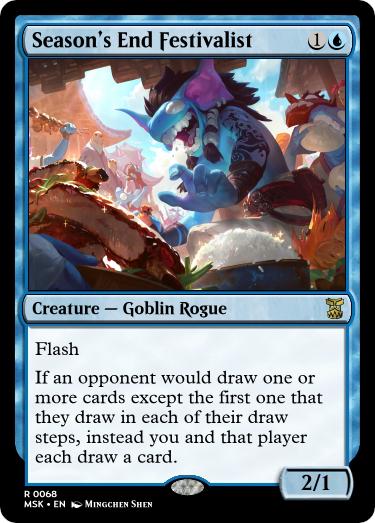 Season's End Festivalist 1
Creature — Goblin Rogue
Flash
If an opponent would draw one or
more cards except the first one that
they draw in each of their draw
steps, instead you and that player
each draw a card.
2/1
R 0068
MSK • EN Mingchen Shen